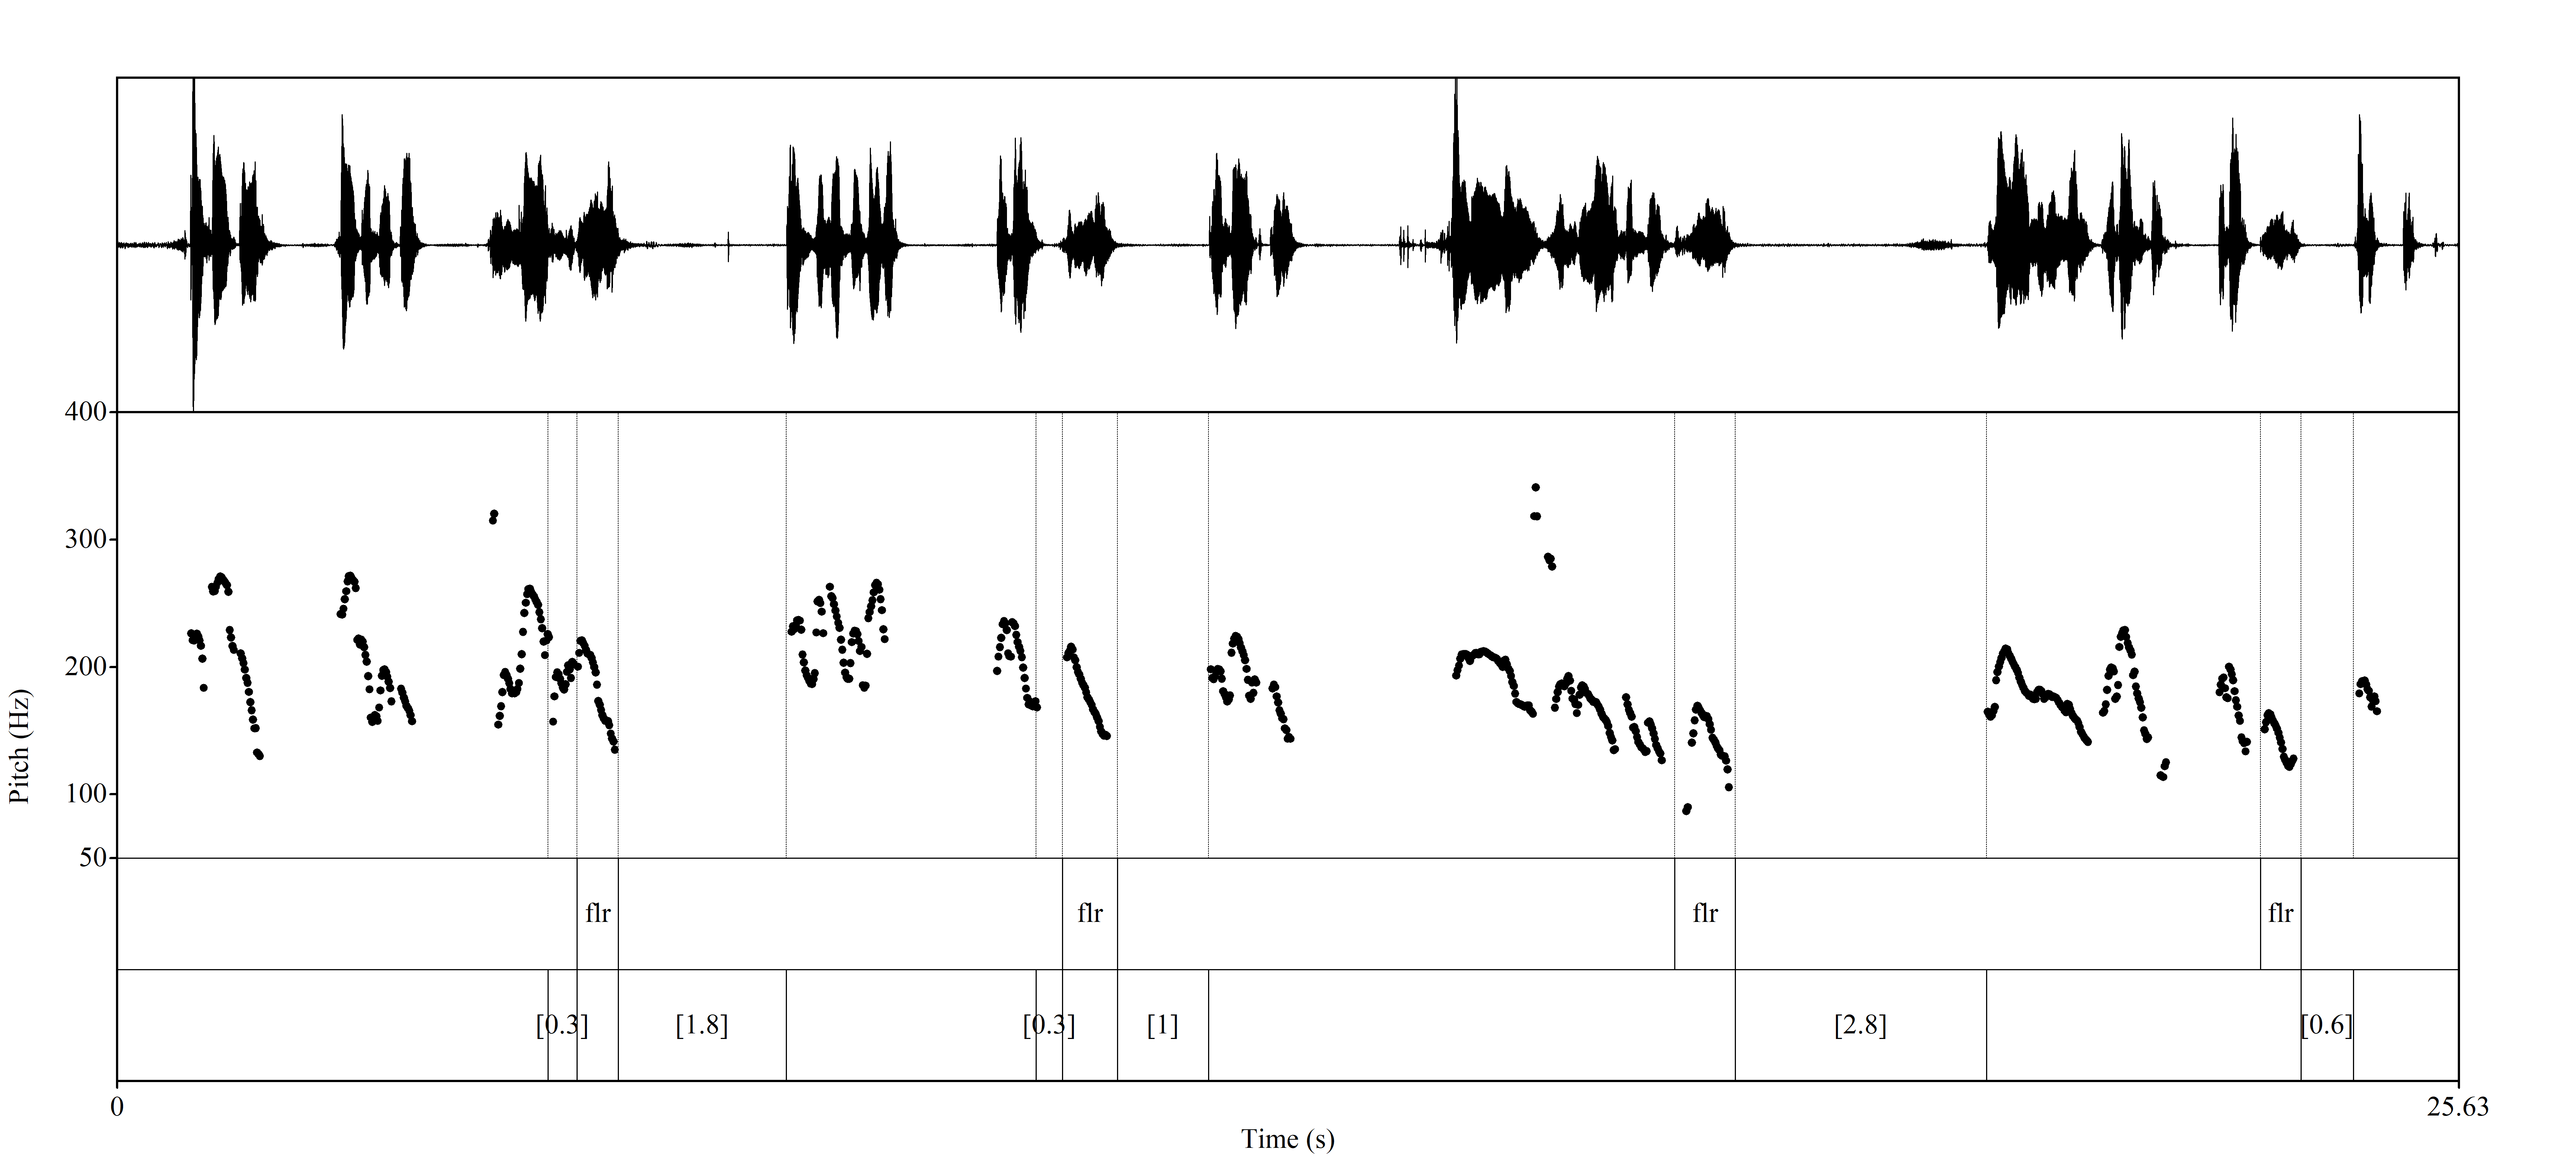 400
300
200
100
50
Pitch (Hz)
flr flr flr flr
[0.3] [1.8] [0.3] [1] [2.8] [0.6]
0 25.63
Time (s)